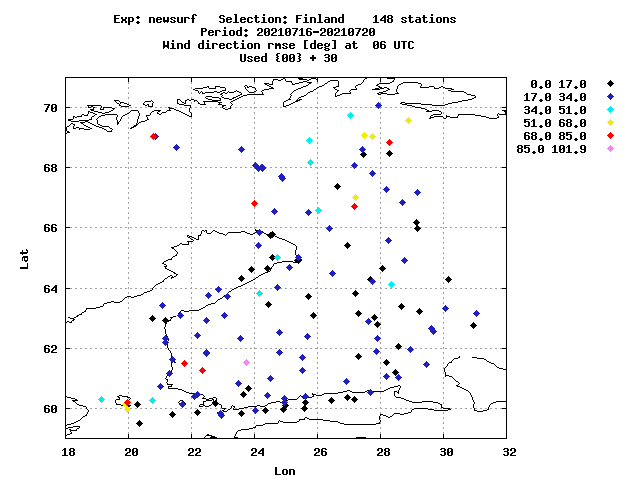 Exp: newsurf   Selection: Finland    148 stations
Period: 20210716-20210720
Wind direction rmse [deg] at  06 UTC
Used {00} + 30
0.0 17.0
17.0 34.0
34.0 51.0
51.0 68.0
68.0 85.0
85.0 101.9
70
68
66
64
62
60
Lat
18 20 22 24 26 28 30 32
Lon